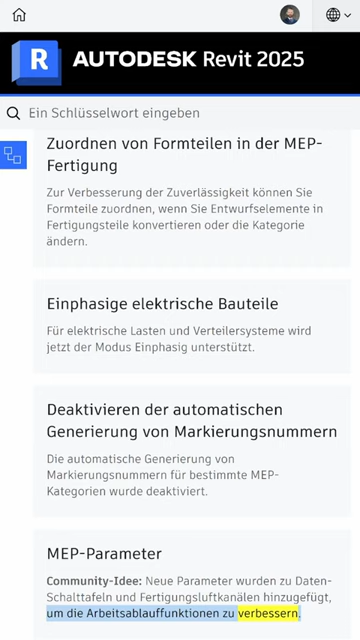 R AUTODESK Revit 2025
Ein Schlüsselwort eingeben
Zuordnen von Formteilen in der MEP-
Fertigung
Zur Verbesserung der Zuverlässigkeit können Sie
Formteile zuordnen, wenn Sie Entwurfselemente in
Fertigungsteile konvertieren oder die Kategorie
ändern.
Einphasige elektrische Bauteile
Für elektrische Lasten und Verteilersysteme wird
jetzt der Modus Einphasig unterstützt.
Deaktivieren der automatischen
Generierung von Markierungsnummern
Die automatische Generierung von
Markierungsnummern für bestimmte MEP-
Kategorien wurde deaktiviert.
MEP-Parameter
Community-Idee: Neue Parameter wurden zu Daten-
Schalttafeln und Fertigungsluftkanälen hinzugefügt,
um die Arbeitsablauffunktionen zu verbessern.